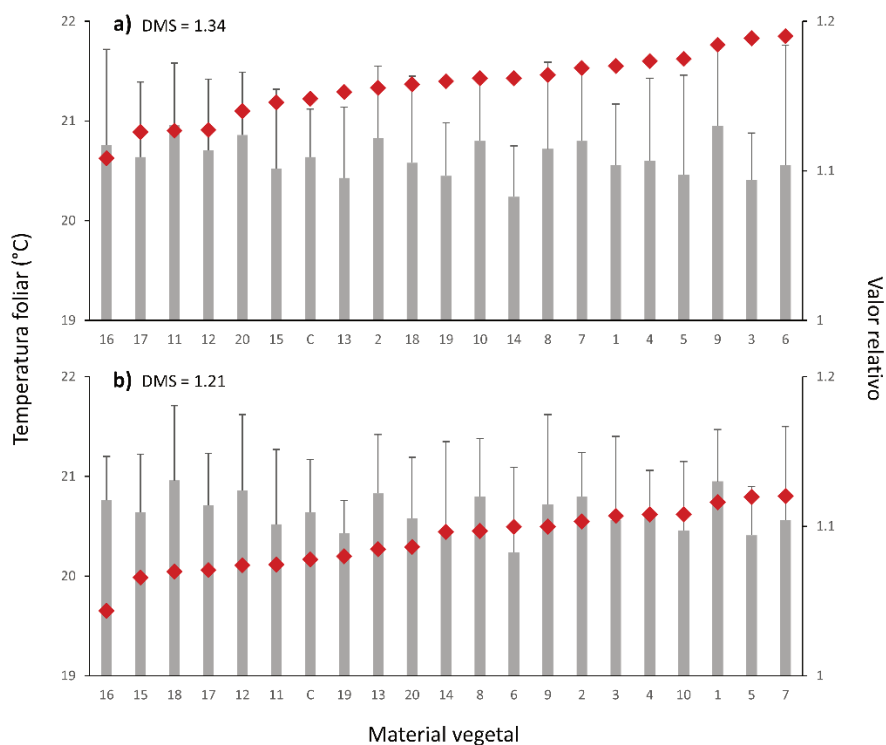 a) DMS = 1.34
22
21
20
19
1.2
1.1
1
16 17 11 12 20 15 C 13 2 18 19 10 14 8 7 1 4 5 9 3 6
Temperatura foliar (°C)
Valor relativo
b) DMS = 1.21
22
21
20
19
1.2
1.1
1
16 15 18 17 12 11 C 19 13 20 14 8 6 9 2 3 4 10 1 5 7
Material vegetal